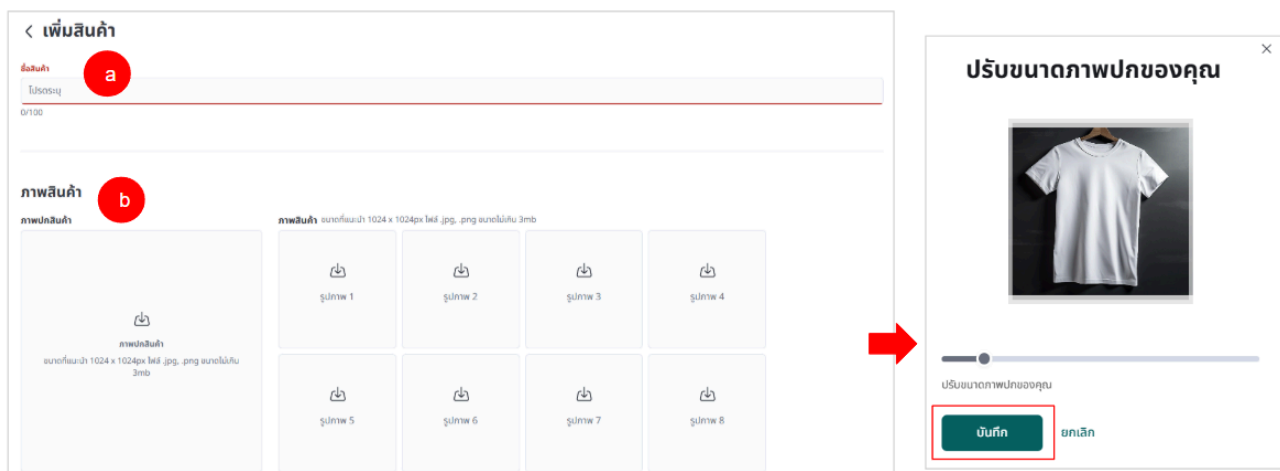 เพิ่มสินค้า
ชื่อสินค้า
a
โปรดระบุ
0/100
ภาพสินค้า
b
ภาพปกสินค้า
ภาพสินค้า ขนาดที่แนะนำ 1024 x 1024px ไฟล์ .jpg, .png ขนาดไม่เกิน 3mb
ภาพปกสินค้า
ขนาดที่แนะนำ 1024 x 1024px ไฟล์ .jpg, .png ขนาดไม่เกิน
3mb
รูปภาพ 1
รูปภาพ 2
รูปภาพ 3
รูปภาพ 4
รูปภาพ 5
รูปภาพ 6
รูปภาพ 7
รูปภาพ 8
ปรับขนาดภาพปกของคุณ
ปรับขนาดภาพปกของคุณ
บันทึก
ยกเลิก